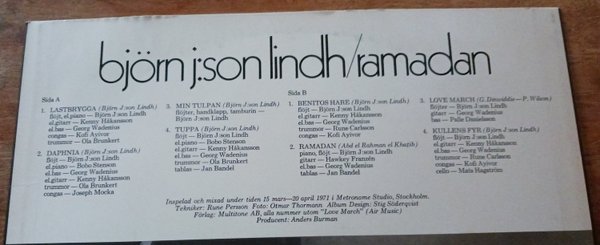 björn j:son lindh/ramadan
Sida A
1. LASTBRYGGA (Björn J:son Lindh)
flöjt, el.piano — Björn J:son Lindh
el.gitarr — Kenny Håkansson
el.bas — Georg Wadenius
congas — Kofi Ayivor
trummor — Ola Brunkert
2. DAPHNIA (Björn J:son Lindh)
flöjt — Björn J:son Lindh
el.piano — Bobo Stenson
el.bas — Georg Wadenius
el.gitarr — Kenny Håkansson
trummor — Ola Brunkert
congas — Joseph Mocka
3. MIN TULPAN (Björn J:son Lindh)
flöjter, handklapp, tamburin —
Björn J:son Lindh
4. TUPPA (Björn J:son Lindh)
flöjt — Björn J:son Lindh
el.piano — Bobo Stenson
el.gitarr — Kenny Håkansson
el.bas — Georg Wadenius
trummor — Ola Brunkert
tablas — Jan Bandel
Sida B
1. BENITOS HARE (Björn J:son Lindh)
flöjt — Björn J:son Lindh
el.gitarr — Kenny Håkansson
el.bas — Georg Wadenius
trummor — Rune Carlsson
congas — Kofi Ayivor
2. RAMADAN (Abd el Rahman el Khatib)
piano, flöjt — Björn J:son Lindh
gitarr — Hawkey Franzén
el.bas — Georg Wadenius
tablas — Jan Bandel
3. LOVE MARCH (G. Dinwiddie — P. Wilson)
flöjter — Björn J:son Lindh
gitarr — Georg Wadenius
bas — Palle Danielsson
4. KULLENS FYR (Björn J:son Lindh)
flöjt — Björn J:son Lindh
el.gitarr — Kenny Håkansson
el.bas — Georg Wadenius
trummor — Rune Carlsson
congas — Kofi Ayivor
cello — Mats Hagström
Inspelad och mixad under tiden 15 mars—29 april 1971 i Metronome Studio, Stockholm.
Tekniker: Rune Persson Foto: Otmar Thormann Album Design: Stig Söderquist
Förlag: Multitone AB, alla nummer utom "Love March" (Air Music)
Producent: Anders Burman